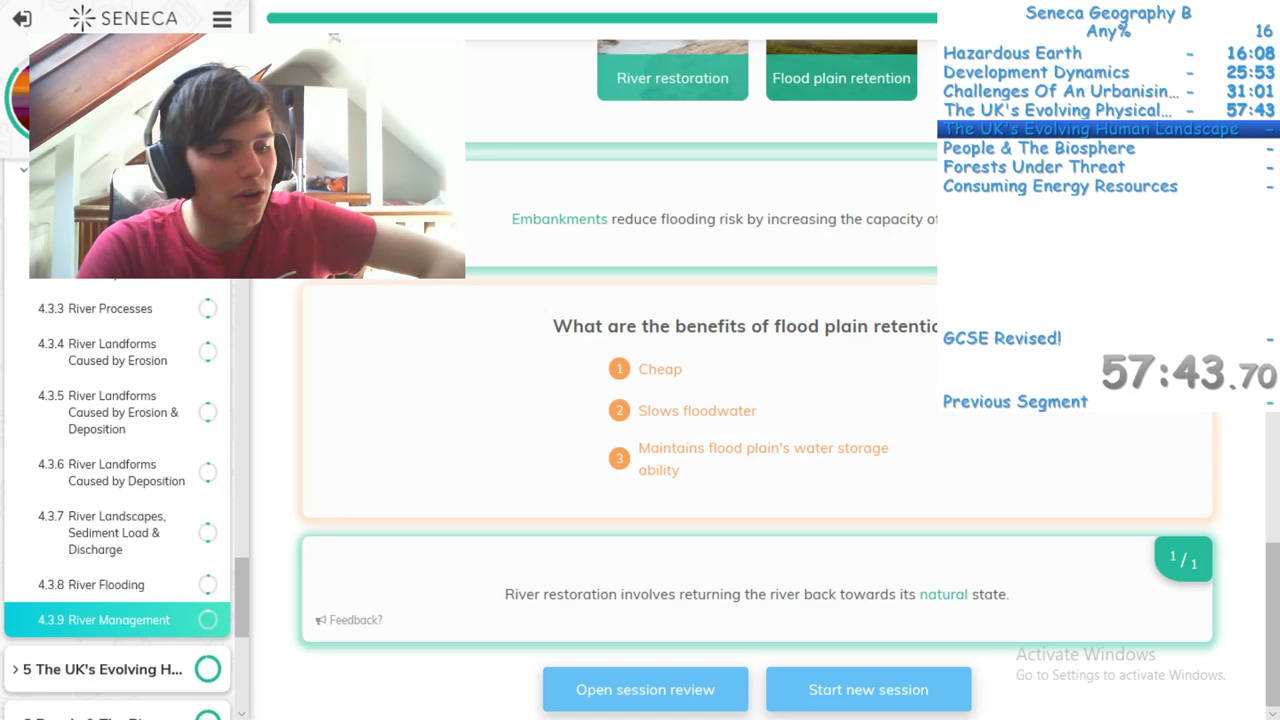 SENECA
4.3.3 River Processes
4.3.4 River Landforms
Caused by Erosion
4.3.5 River Landforms
Caused by Erosion &
Deposition
4.3.6 River Landforms
Caused by Deposition
4.3.7 River Landscapes,
Sediment Load &
Discharge
4.3.8 River Flooding
4.3.9 River Management
5 The UK's Evolving H...
River restoration
Flood plain retention
Embankments reduce flooding risk by increasing the capacity of
What are the benefits of flood plain
1 Cheap
2 Slows floodwater
3 Maintains flood plain's water storage
ability
1/1
River restoration involves returning the river back towards its natural state.
Feedback?
Open session review
Start new session
Activate Windows
Go to Settings to activate Windows.
Seneca Geography B
Any% 16
Hazardous Earth - 16:08
Development Dynamics - 25:53
Challenges Of An Urbanisin... - 31:01
The UK's Evolving Physical... - 57:43
The UK's Evolving Human Landscape -
People & The Biosphere -
Forests Under Threat -
Consuming Energy Resources -
GCSE Revised! -
57:43.70
Previous Segment -